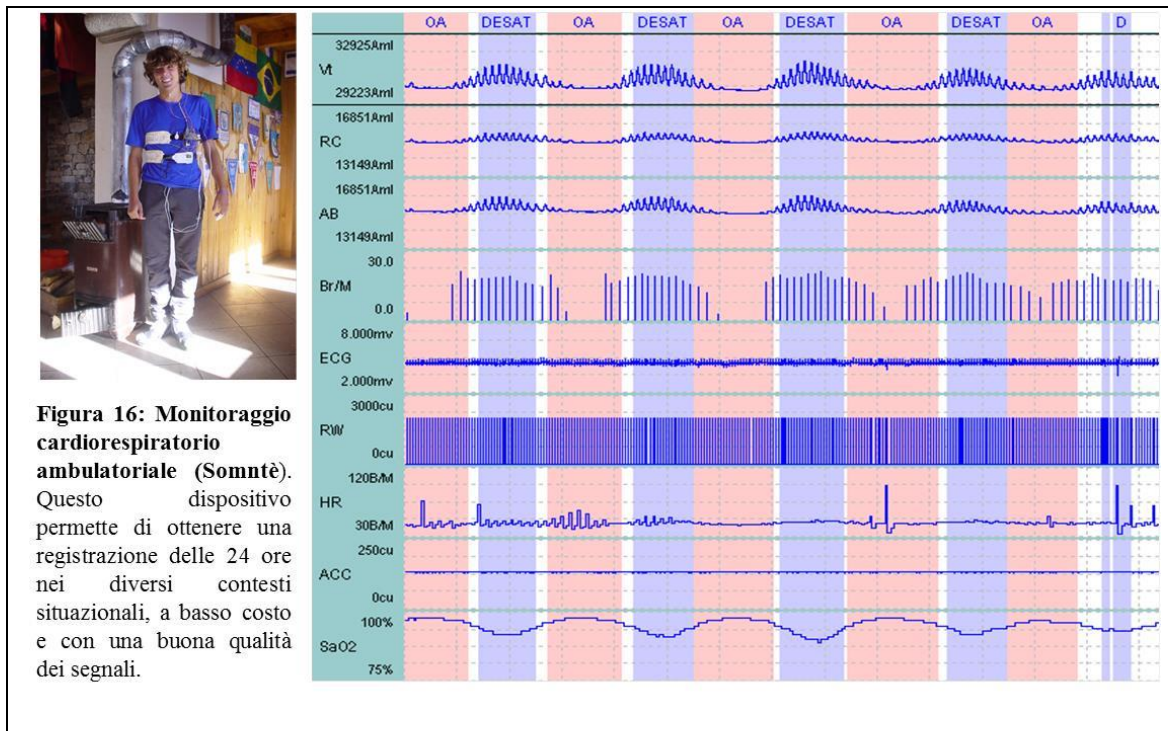 Figura 16: Monitoraggio
cardiorespiratorio
ambulatoriale (Somntè).
Questo dispositivo
permette di ottenere una
registrazione delle 24 ore
nei diversi contesti
situazionali, a basso costo
e con una buona qualità
dei segnali.
OA DESAT OA DESAT OA DESAT OA DESAT OA D
32925Aml
Vt
29223Aml
16851Aml
RC
13149Aml
16851Aml
AB
13149Aml
30.0
Br/M
0.0
8.000mv
ECG
2.000mv
3000cu
RW
0cu
120B/M
HR
30B/M
250cu
ACC
0cu
100%
SaO2
75%